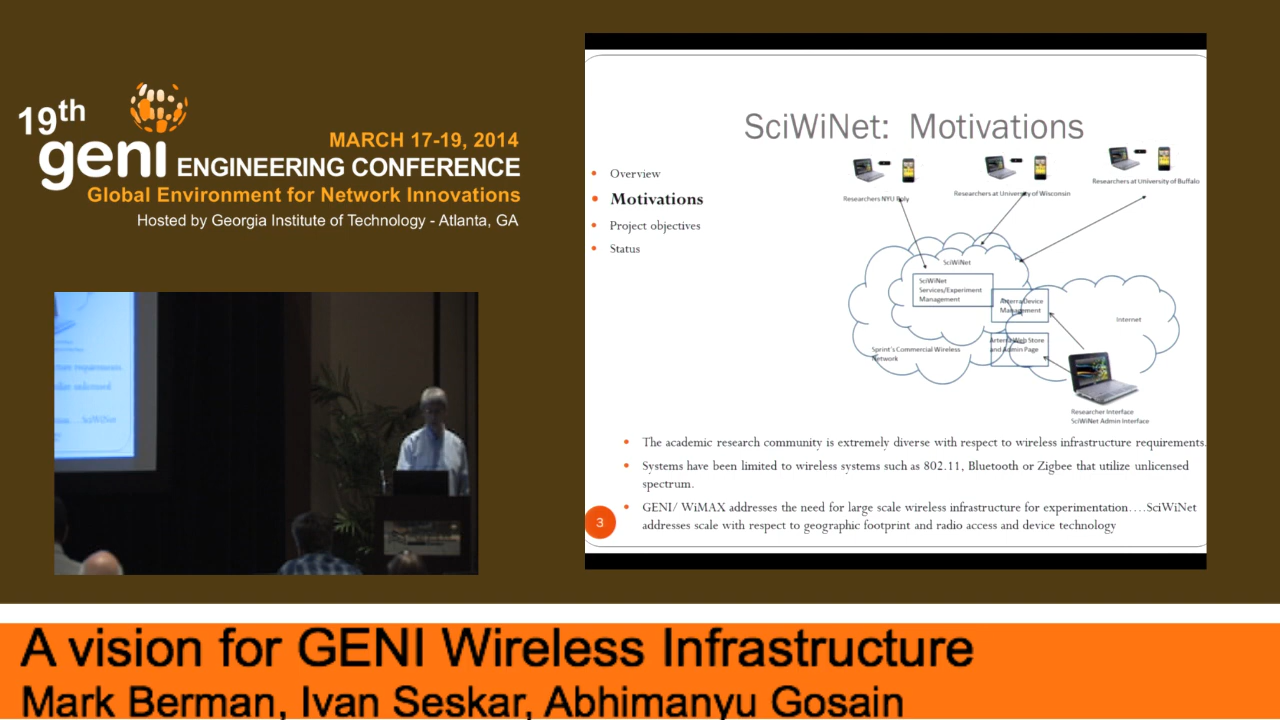 19th
geni
MARCH 17-19, 2014
ENGINEERING CONFERENCE
Global Environment for Network Innovations
Hosted by Georgia Institute of Technology - Atlanta, GA
SciWiNet: Motivations
• Overview
• Motivations
• Project objectives
• Status
Researchers NYU Poly
Researchers at University of Wisconsin
Researchers at University of Buffalo
SciWiNet
SciWiNet
Services/Experiment
Management
Arterra Device
Management
Internet
Arterra Web Store
and Admin Page
Sprint's Commercial Wireless
Network
Researcher Interface
SciWiNet Admin Interface
• The academic research community is extremely diverse with respect to wireless infrastructure requirements.
• Systems have been limited to wireless systems such as 802.11, Bluetooth or Zigbee that utilize unlicensed
spectrum.
• GENI/ WiMAX addresses the need for large scale wireless infrastructure for experimentation….SciWiNet
addresses scale with respect to geographic footprint and radio access and device technology
3
A vision for GENI Wireless Infrastructure
Mark Berman, Ivan Seskar, Abhimanyu Gosain